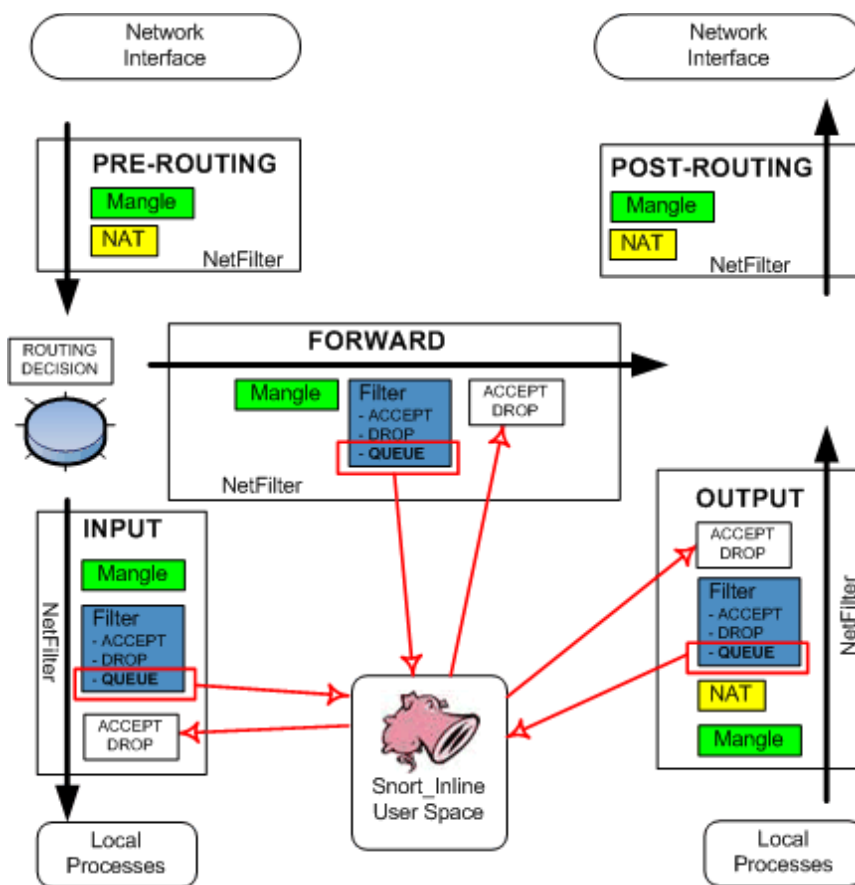 Network
Interface
Network
Interface
PRE-ROUTING
Mangle
NAT
NetFilter
POST-ROUTING
Mangle
NAT
NetFilter
ROUTING
DECISION
FORWARD
Mangle
Filter
- ACCEPT
- DROP
- QUEUE
ACCEPT
DROP
NetFilter
INPUT
Mangle
Filter
- ACCEPT
- DROP
- QUEUE
ACCEPT
DROP
NetFilter
Snort_Inline
User Space
OUTPUT
ACCEPT
DROP
Filter
- ACCEPT
- DROP
- QUEUE
NAT
Mangle
NetFilter
Local
Processes
Local
Processes